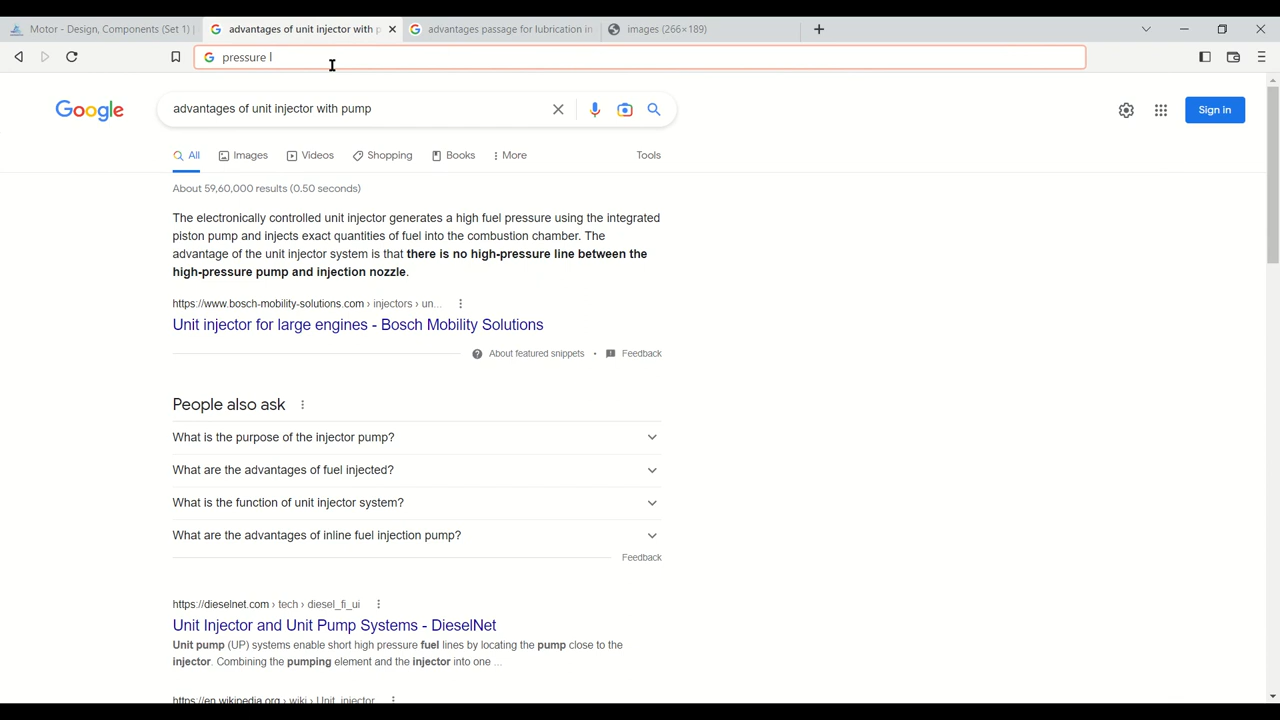 Motor - Design, Components (Set 1)
advantages of unit injector with p
advantages passage for lubrication in
images (266×189)
pressure l
Google
advantages of unit injector with pump
Sign in
All
Images
Videos
Shopping
Books
More
Tools
About 59,60,000 results (0.50 seconds)
The electronically controlled unit injector generates a high fuel pressure using the integrated
piston pump and injects exact quantities of fuel into the combustion chamber. The
advantage of the unit injector system is that there is no high-pressure line between the
high-pressure pump and injection nozzle.
https://www.bosch-mobility-solutions.com › injectors › un...
Unit injector for large engines - Bosch Mobility Solutions
About featured snippets • Feedback
People also ask
What is the purpose of the injector pump?
What are the advantages of fuel injected?
What is the function of unit injector system?
What are the advantages of inline fuel injection pump?
Feedback
https://dieselnet.com › tech › diesel_fi_ui
Unit Injector and Unit Pump Systems - DieselNet
Unit pump (UP) systems enable short high pressure fuel lines by locating the pump close to the
injector. Combining the pumping element and the injector into one ...
https://en.wikipedia.org › wiki › Unit_injector